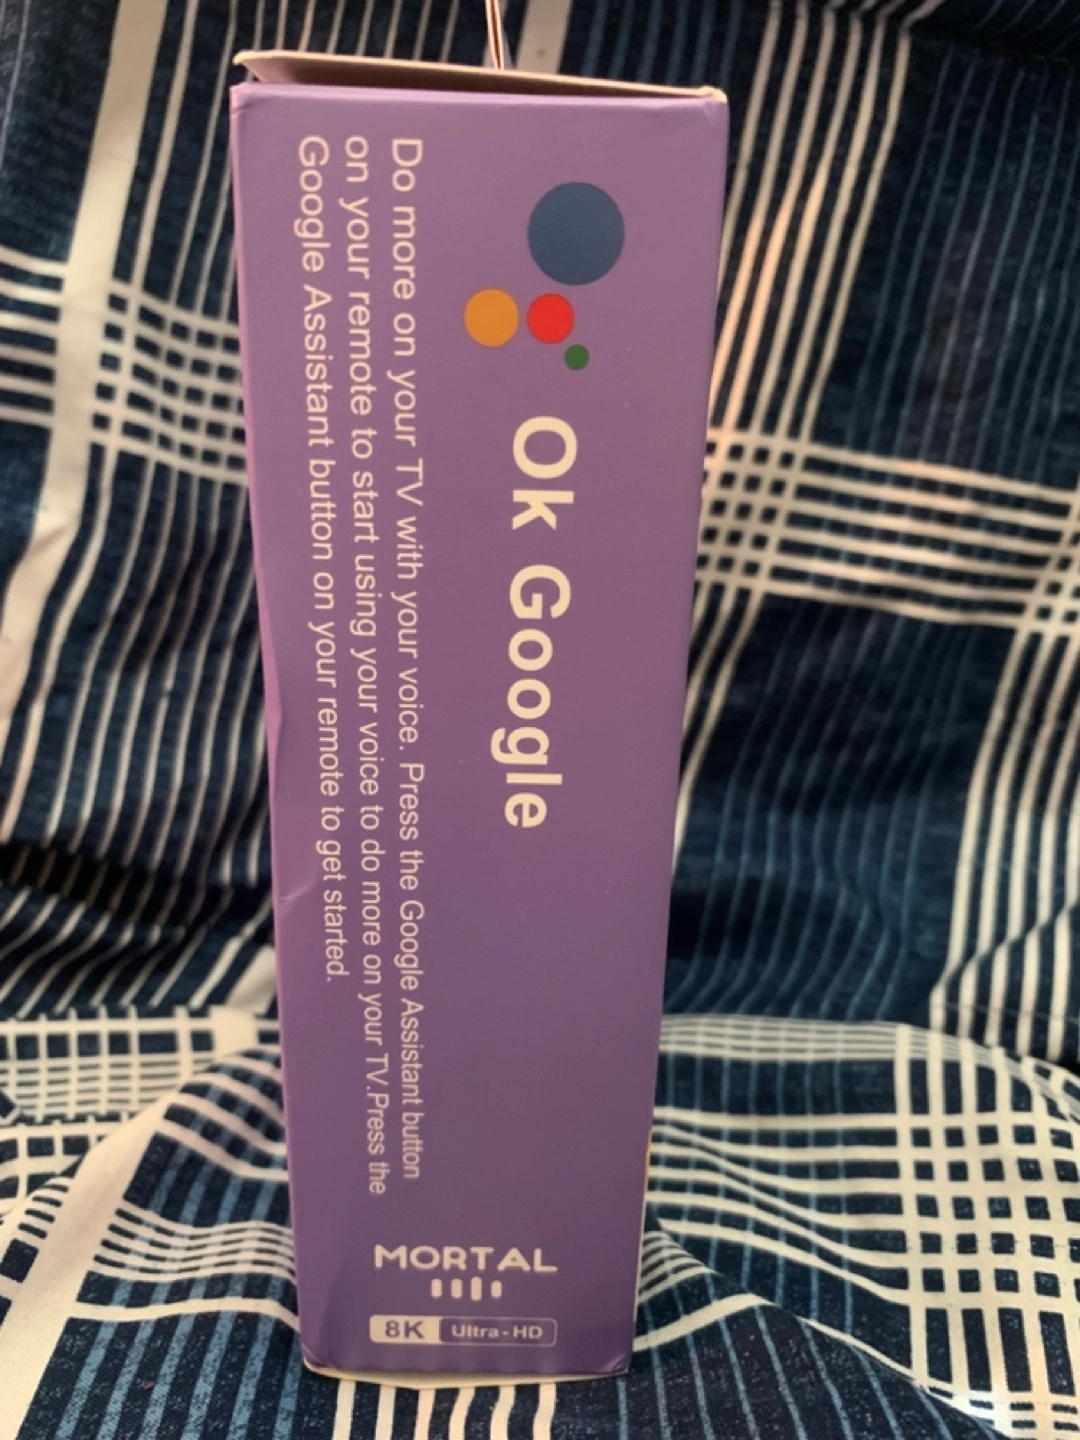 Ok Google
Do more on your TV with your voice. Press the Google Assistant button
on your remote to start using your voice to do more on your TV.Press the
Google Assistant button on your remote to get started.
MORTAL
8K Ultra-HD